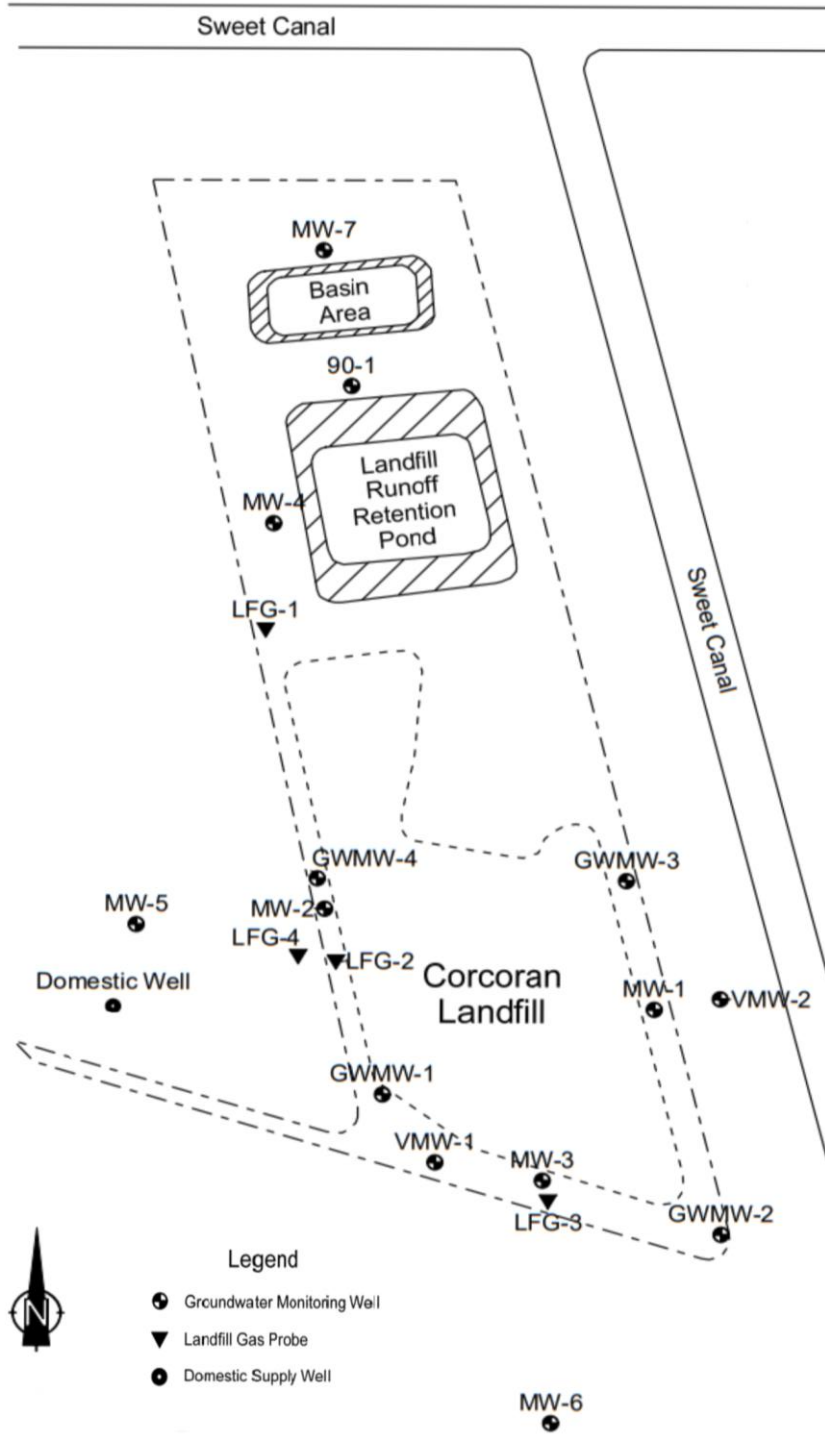 Sweet Canal
MW-7
Basin
Area
90-1
Landfill
Runoff
Retention
Pond
MW-4
LFG-1
Sweet Canal
GWMW-4
GWMW-3
MW-5
MW-2
LFG-4
LFG-2
Domestic Well
Corcoran
Landfill
MW-1
VMW-2
GWMW-1
VMW-1
MW-3
LFG-3
GWMW-2
Legend
N
Groundwater Monitoring Well
Landfill Gas Probe
Domestic Supply Well
MW-6